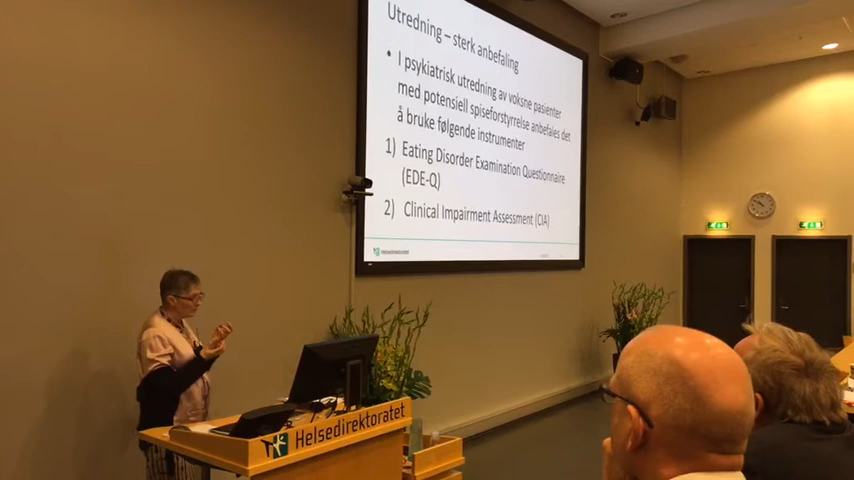 Utredning – sterk anbefaling
• I psykiatrisk utredning av voksne pasienter
med potensiell spiseforstyrrelse anbefales det
å bruke følgende instrumenter
1) Eating Disorder Examination Questionnaire
(EDE-Q)
2) Clinical Impairment Assessment (CIA)
Helsedirektoratet
Helsedirektoratet